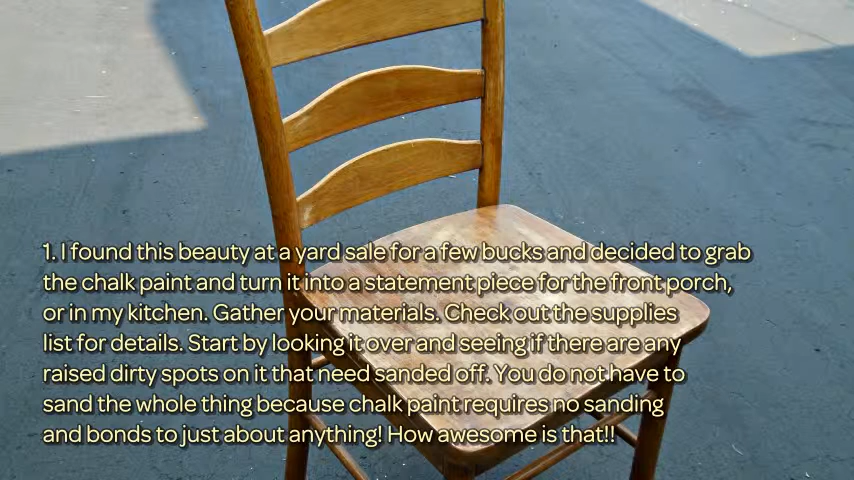 1. I found this beauty at a yard sale for a few bucks and decided to grab
the chalk paint and turn it into a statement piece for the front porch,
or in my kitchen. Gather your materials. Check out the supplies
list for details. Start by looking it over and seeing if there are any
raised dirty spots on it that need sanded off. You do not have to
sand the whole thing because chalk paint requires no sanding
and bonds to just about anything! How awesome is that!!